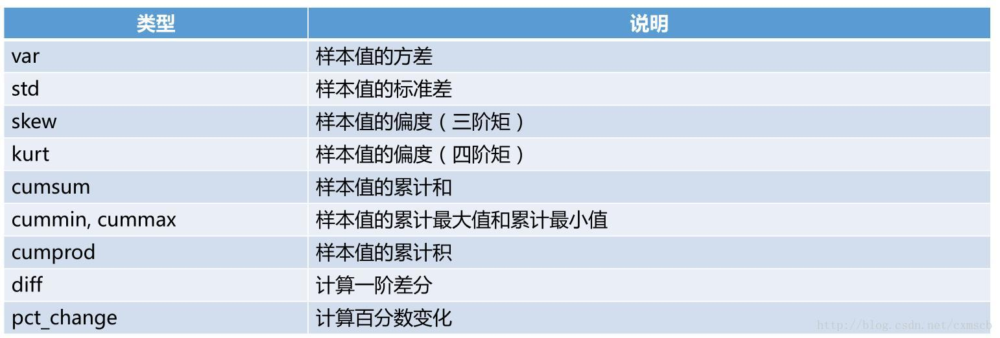 类型 说明
var 样本值的方差
std 样本值的标准差
skew 样本值的偏度（三阶矩）
kurt 样本值的偏度（四阶矩）
cumsum 样本值的累计和
cummin, cummax 样本值的累计最大值和累计最小值
cumprod 样本值的累计积
diff 计算一阶差分
pct_change 计算百分数变化
http://blog.csdn.net/cxmscb